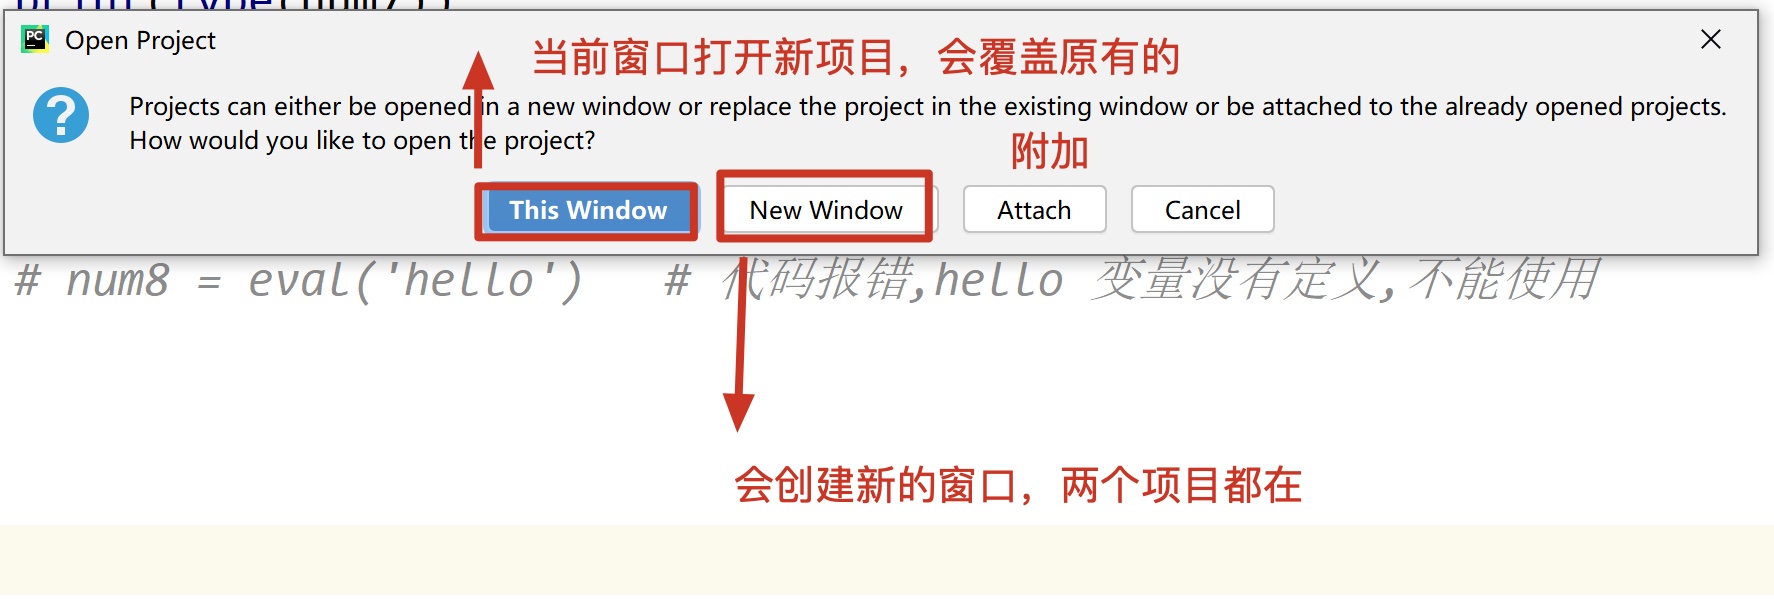 PC
Open Project
当前窗口打开新项目，会覆盖原有的
Projects can either be opened in a new window or replace the project in the existing window or be attached to the already opened projects.
How would you like to open the project?
附加
This Window New Window Attach Cancel
# num8 = eval('hello')   # 代码报错,hello 变量没有定义,不能使用
会创建新的窗口，两个项目都在